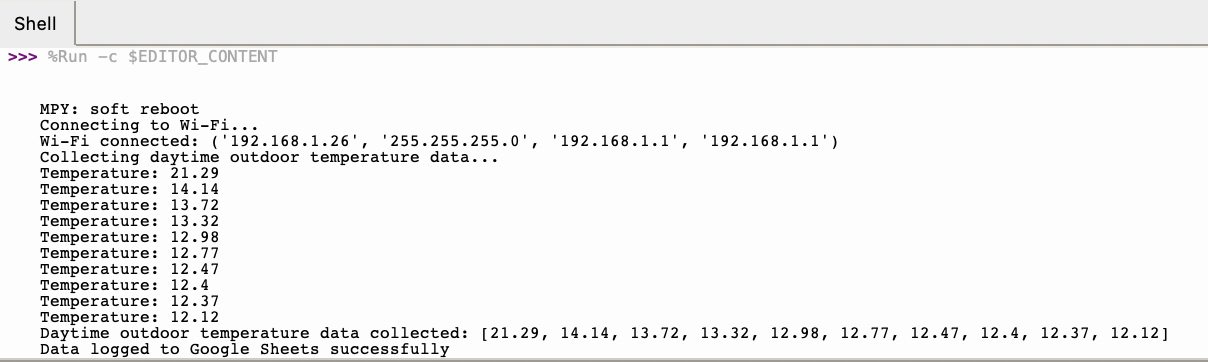 Shell
>>> %Run -c $EDITOR_CONTENT
MPY: soft reboot
Connecting to Wi-Fi...
Wi-Fi connected: ('192.168.1.26', '255.255.255.0', '192.168.1.1', '192.168.1.1')
Collecting daytime outdoor temperature data...
Temperature: 21.29
Temperature: 14.14
Temperature: 13.72
Temperature: 13.32
Temperature: 12.98
Temperature: 12.77
Temperature: 12.47
Temperature: 12.4
Temperature: 12.37
Temperature: 12.12
Daytime outdoor temperature data collected: [21.29, 14.14, 13.72, 13.32, 12.98, 12.77, 12.47, 12.4, 12.37, 12.12]
Data logged to Google Sheets successfully